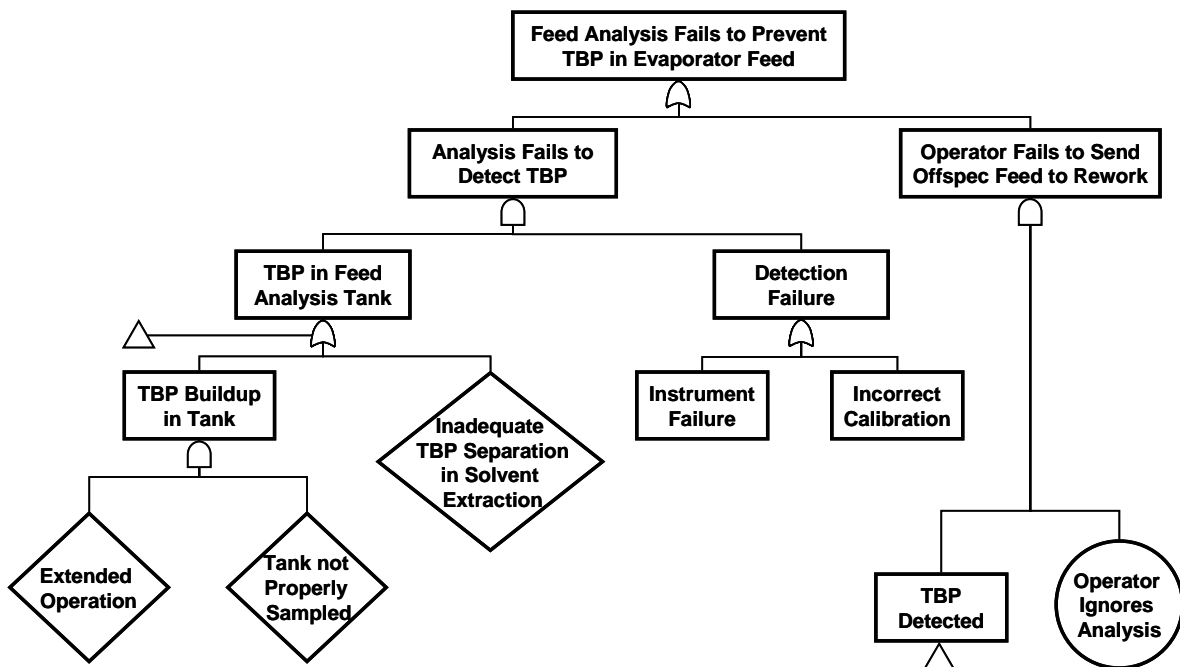 Feed Analysis Fails to Prevent
TBP in Evaporator Feed
Analysis Fails to
Detect TBP
Operator Fails to Send
Offspec Feed to Rework
TBP in Feed
Analysis Tank
Detection
Failure
TBP Buildup
in Tank
Inadequate
TBP Separation
in Solvent
Extraction
Instrument
Failure
Incorrect
Calibration
Extended
Operation
Tank not
Properly
Sampled
TBP
Detected
Operator
Ignores
Analysis